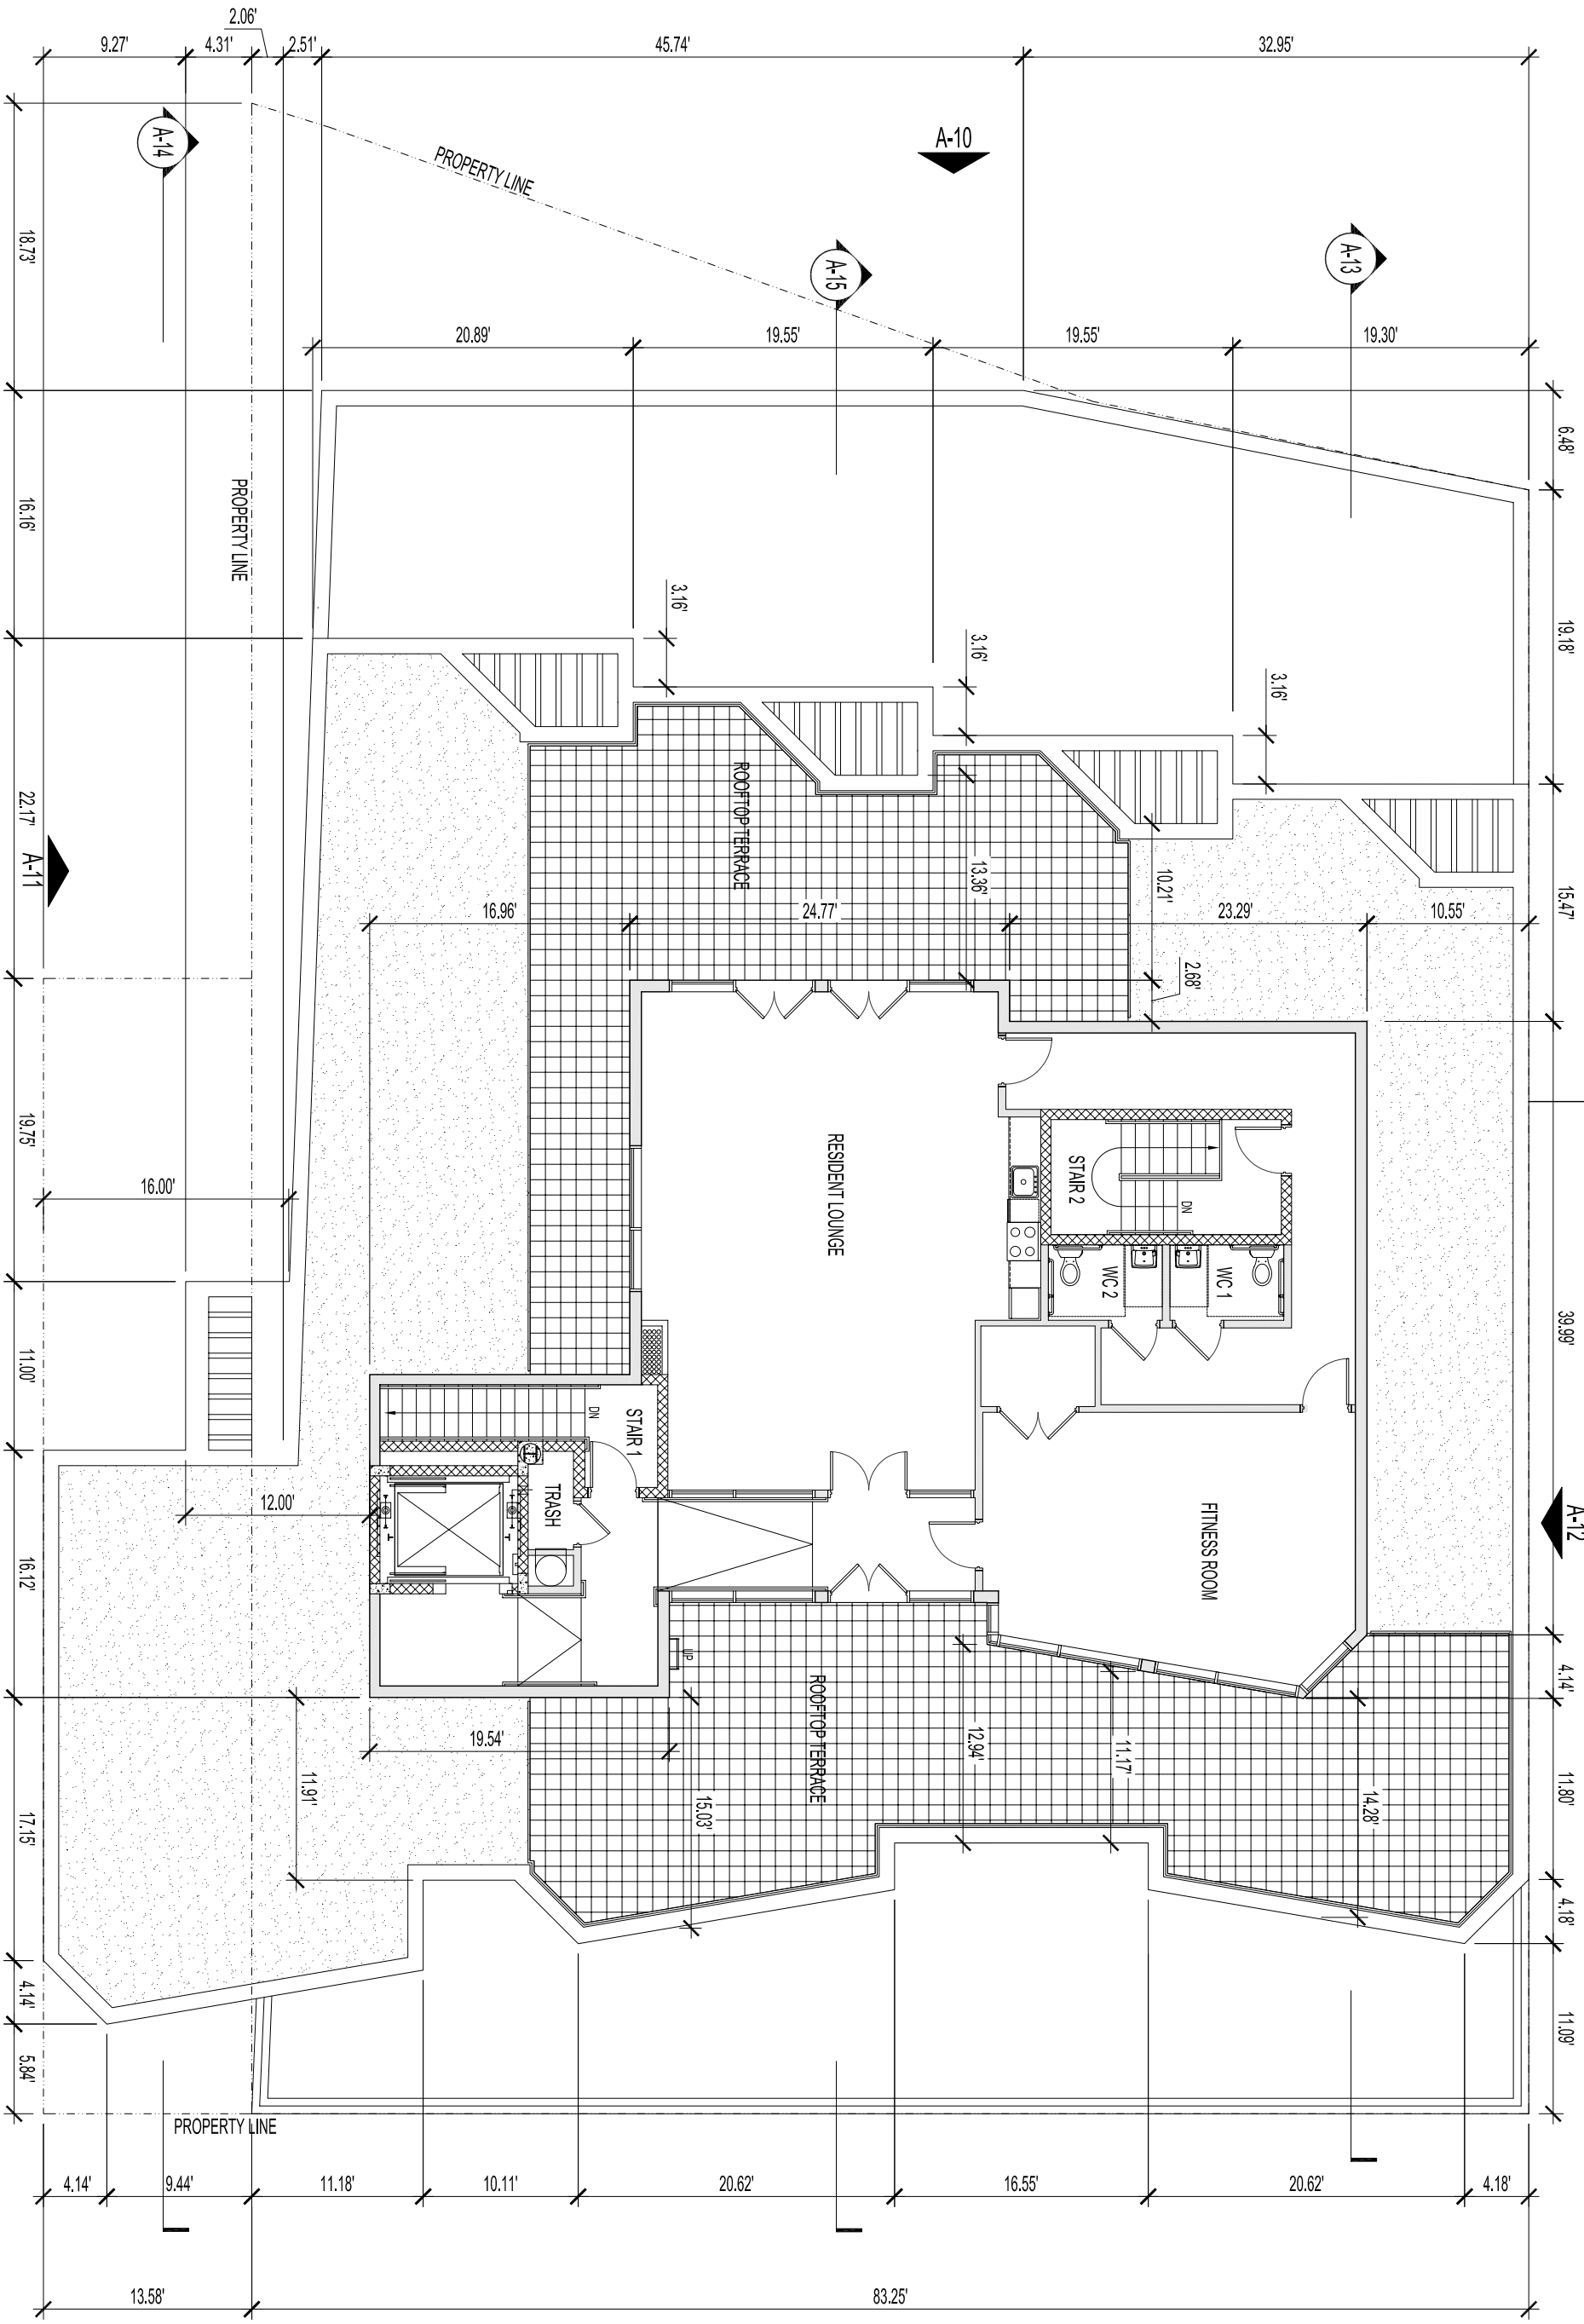 2.06'
9.27'
4.31'
2.51'
45.74'
32.95'
A-14
A-10
PROPERTY LINE
A-15
A-13
18.73'
20.89'
19.55'
19.55'
19.30'
6.48'
PROPERTY LINE
16.16'
19.18'
3.16'
3.16'
3.16'
ROOFTOP TERRACE
22.17'
A-11
13.36'
10.21'
15.47'
16.96'
24.77'
23.29'
10.55'
2.68'
19.75'
16.00'
RESIDENT LOUNGE
STAIR 2
DN
WC 2
WC 1
39.99'
11.00'
DN
STAIR 1
12.00'
TRASH
FITNESS ROOM
A-12
16.12'
UP
4.14'
ROOFTOP TERRACE
19.54'
12.94'
11.17'
11.91'
15.03'
14.28'
11.80'
17.15'
4.18'
4.14'
5.84'
11.09'
PROPERTY LINE
4.14'
9.44'
11.18'
10.11'
20.62'
16.55'
20.62'
4.18'
13.58'
83.25'